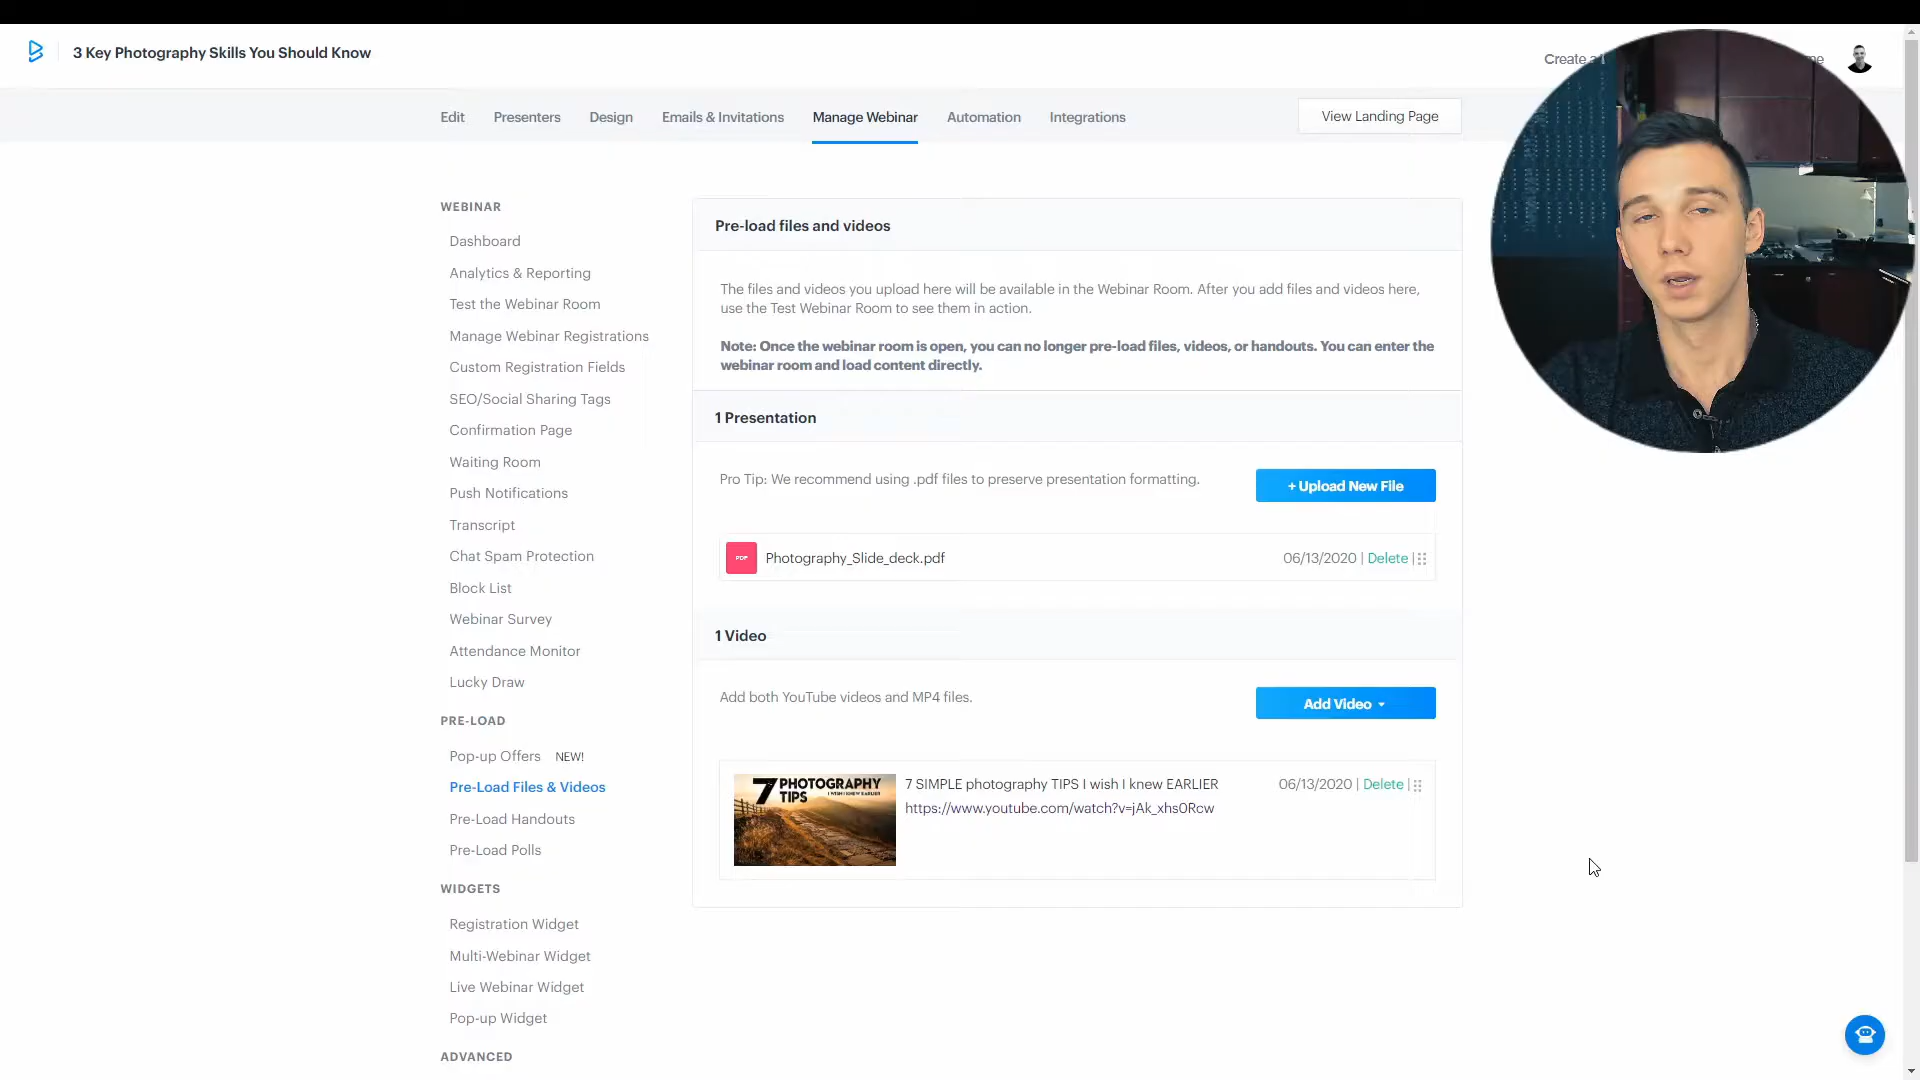 3 Key Photography Skills You Should Know
Create a
me
Edit Presenters Design Emails & Invitations Manage Webinar Automation Integrations
View Landing Page
WEBINAR
Dashboard
Analytics & Reporting
Test the Webinar Room
Manage Webinar Registrations
Custom Registration Fields
SEO/Social Sharing Tags
Confirmation Page
Waiting Room
Push Notifications
Transcript
Chat Spam Protection
Block List
Webinar Survey
Attendance Monitor
Lucky Draw
PRE-LOAD
Pop-up Offers NEW!
Pre-Load Files & Videos
Pre-Load Handouts
Pre-Load Polls
WIDGETS
Registration Widget
Multi-Webinar Widget
Live Webinar Widget
Pop-up Widget
ADVANCED
Pre-load files and videos
The files and videos you upload here will be available in the Webinar Room. After you add files and videos here,
use the Test Webinar Room to see them in action.
Note: Once the webinar room is open, you can no longer pre-load files, videos, or handouts. You can enter the
webinar room and load content directly.
1 Presentation
Pro Tip: We recommend using .pdf files to preserve presentation formatting.
+ Upload New File
PDF
Photography_Slide_deck.pdf
06/13/2020 | Delete |
1 Video
Add both YouTube videos and MP4 files.
Add Video
7 PHOTOGRAPHY
TIPS I WISH I KNEW EARLIER
7 SIMPLE photography TIPS I wish I knew EARLIER
06/13/2020 | Delete |
https://www.youtube.com/watch?v=jAk_xhs0Rcw